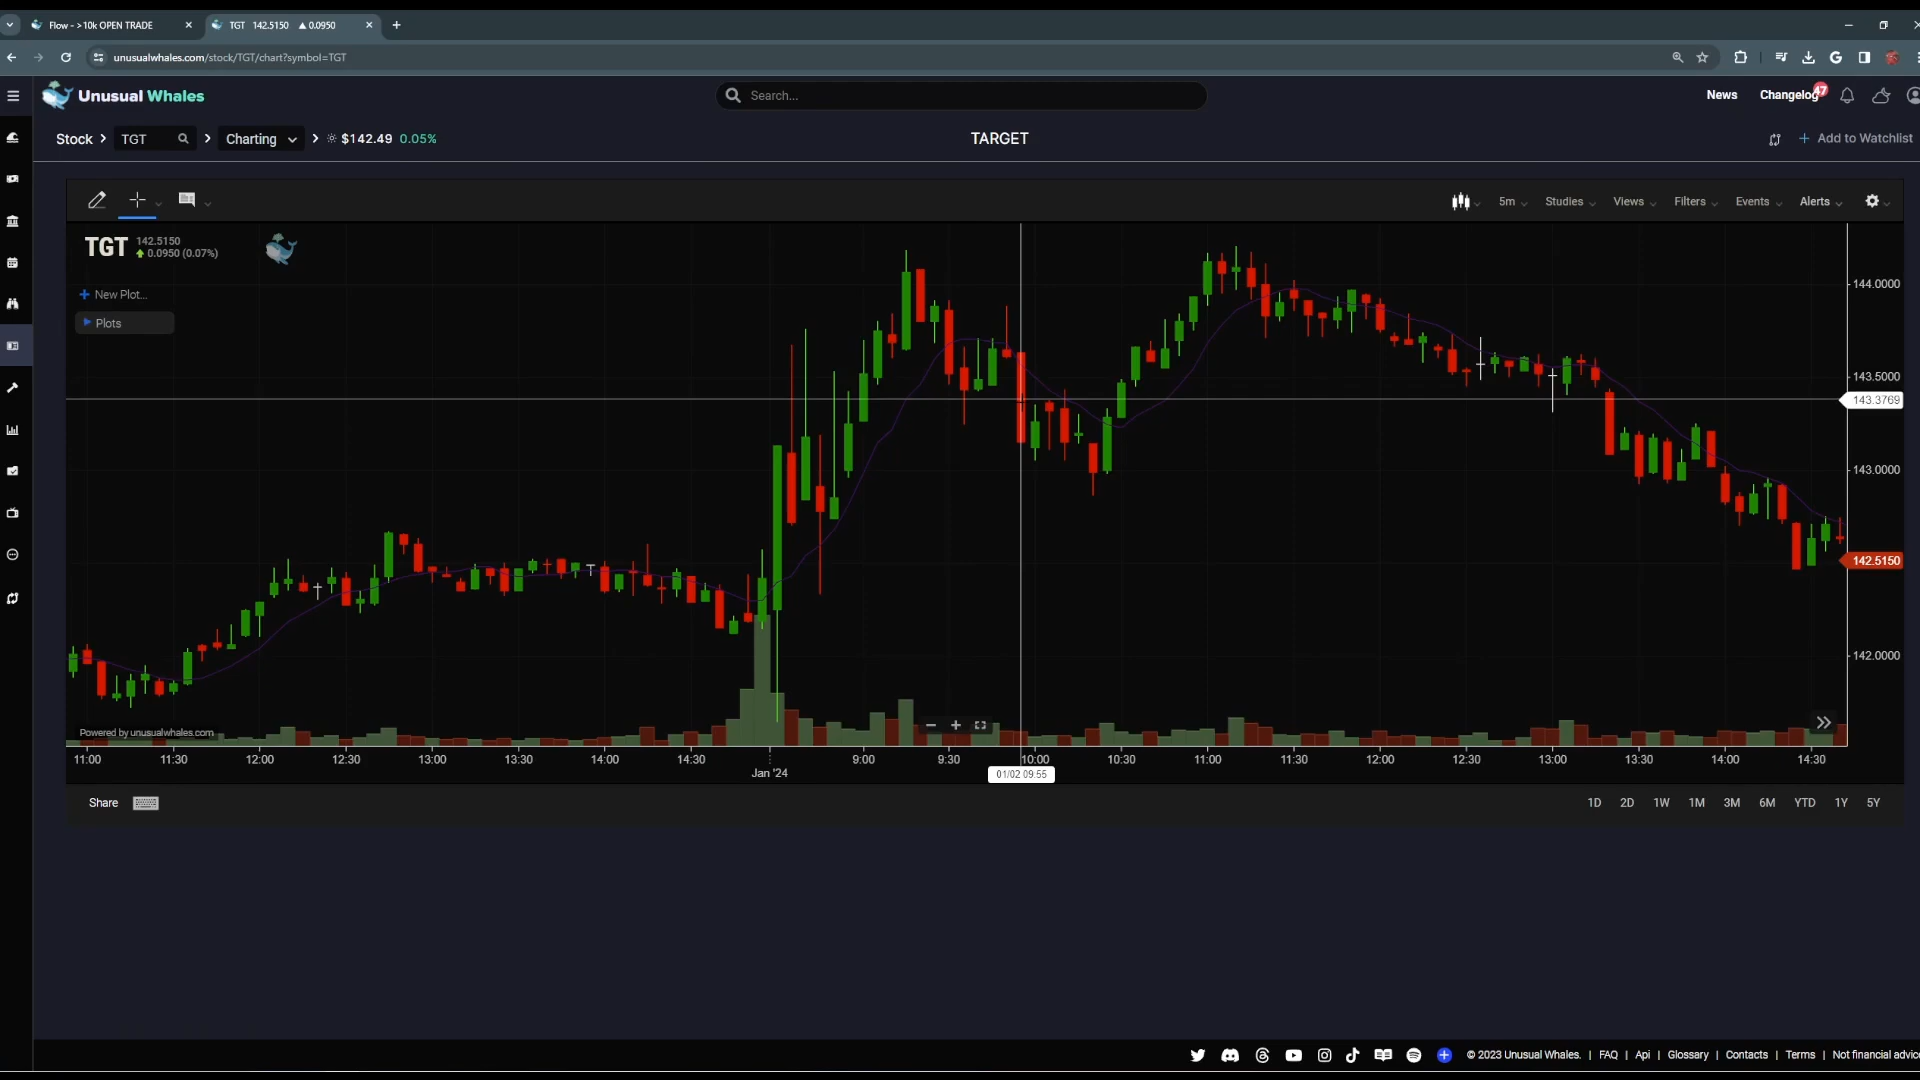 Flow - >10k OPEN TRADE
TGT 142.5150 ▲ 0.0950
unusualwhales.com/stock/TGT/chart?symbol=TGT
Unusual Whales
Search...
News
Changelog
47
Stock > TGT > Charting > $142.49 0.05%
TARGET
+ Add to Watchlist
5m
Studies
Views
Filters
Events
Alerts
TGT
142.5150
0.0950 (0.07%)
+ New Plot...
Plots
144.0000
143.5000
143.3769
143.0000
142.5150
142.0000
Powered by unusualwhales.com
11:00 11:30 12:00 12:30 13:00 13:30 14:00 14:30 9:00 9:30 10:00 10:30 11:00 11:30 12:00 12:30 13:00 13:30 14:00 14:30
Jan '24
01/02 09:55
Share
1D 2D 1W 1M 3M 6M YTD 1Y 5Y
© 2023 Unusual Whales. | FAQ | Api | Glossary | Contacts | Terms | Not financial advice